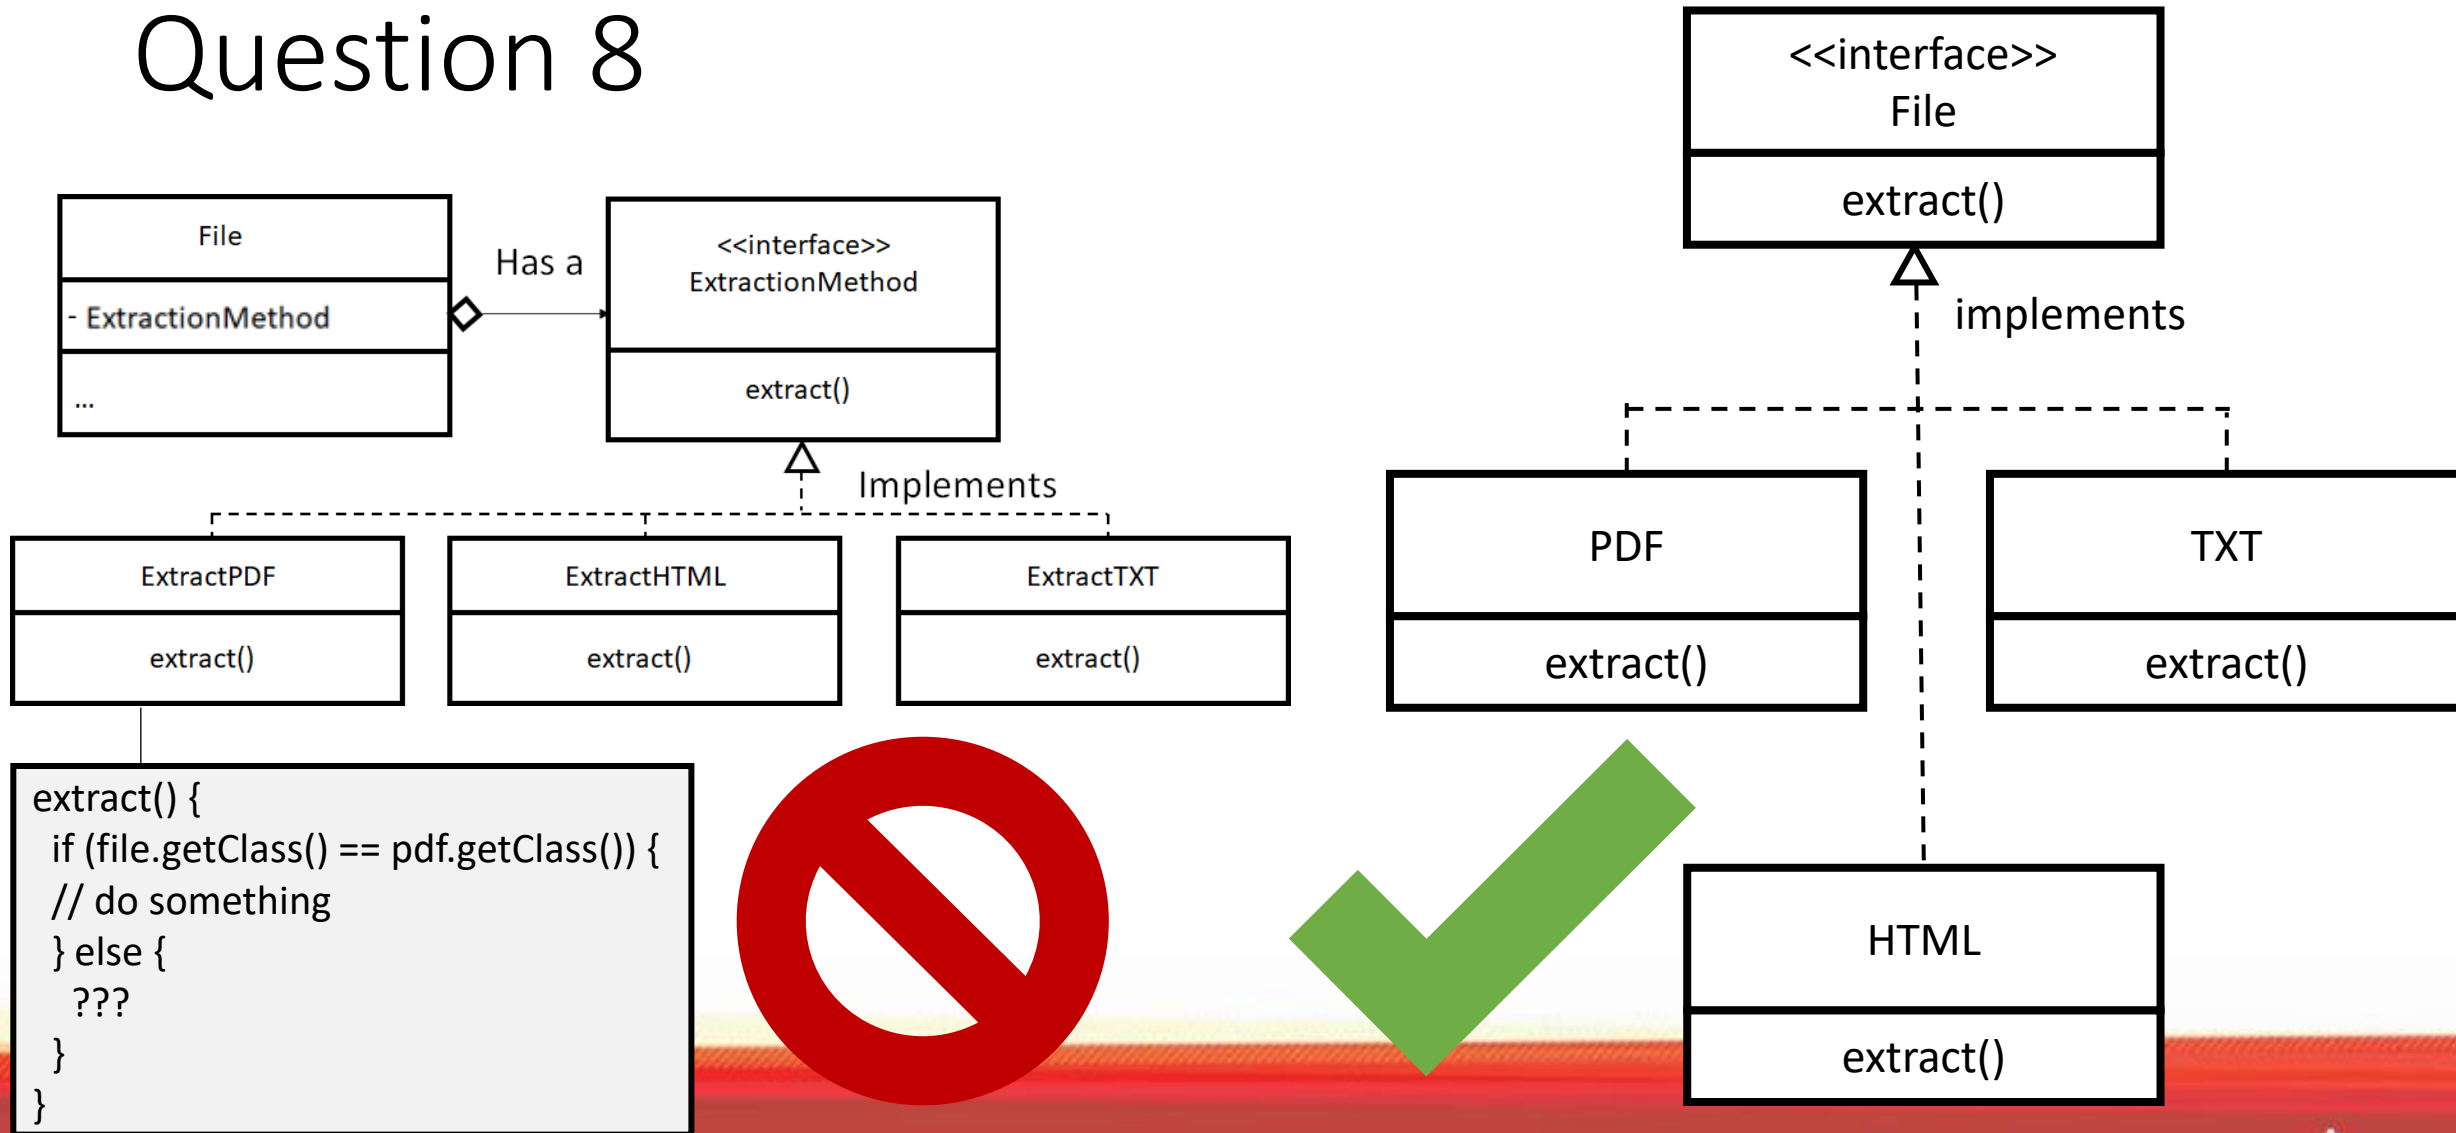 Question 8
File
- ExtractionMethod
...
Has a
<<interface>>
ExtractionMethod
extract()
Implements
ExtractPDF
extract()
ExtractHTML
extract()
ExtractTXT
extract()
extract() {
if (file.getClass() == pdf.getClass()) {
// do something
} else {
???
}
}
<<interface>>
File
extract()
implements
PDF
extract()
TXT
extract()
HTML
extract()